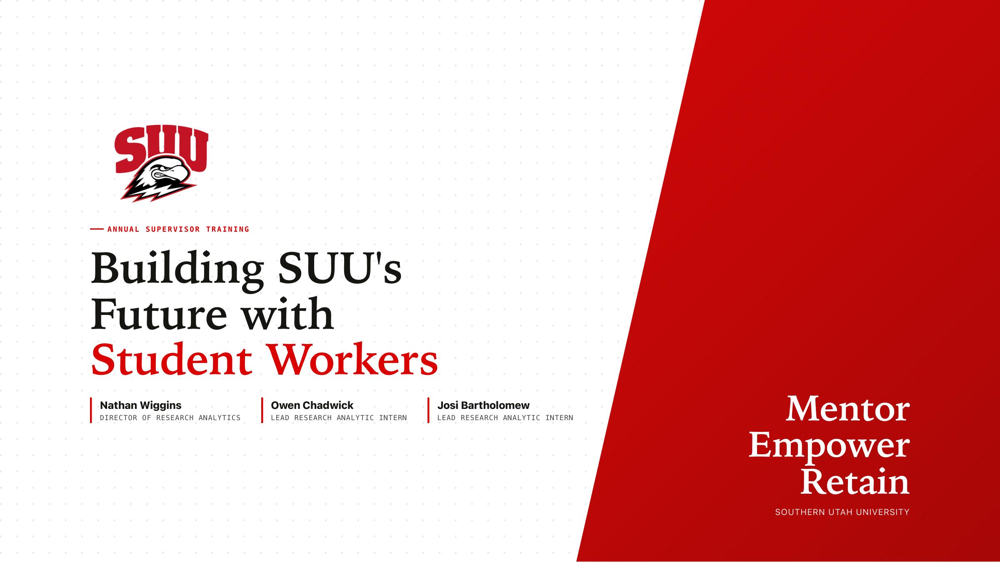 SUU
ANNUAL SUPERVISOR TRAINING
Building SUU's
Future with
Student Workers
Nathan Wiggins
DIRECTOR OF RESEARCH ANALYTICS
Owen Chadwick
LEAD RESEARCH ANALYTIC INTERN
Josi Bartholomew
LEAD RESEARCH ANALYTIC INTERN
Mentor
Empower
Retain
SOUTHERN UTAH UNIVERSITY